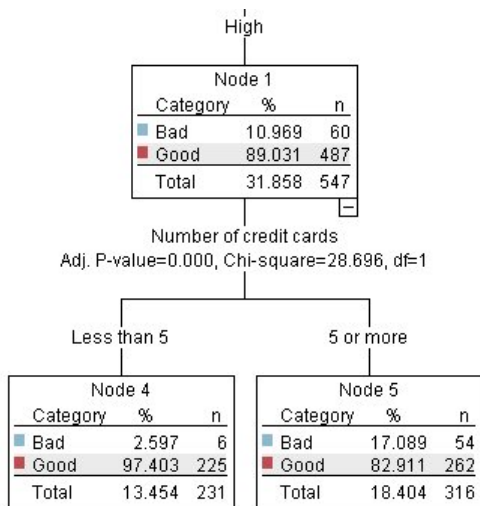 High
Node 1
Category % n
Bad 10.969 60
Good 89.031 487
Total 31.858 547
Number of credit cards
Adj. P-value=0.000, Chi-square=28.696, df=1
Less than 5 5 or more
Node 4 Node 5
Category % n Category % n
Bad 2.597 6 Bad 17.089 54
Good 97.403 225 Good 82.911 262
Total 13.454 231 Total 18.404 316